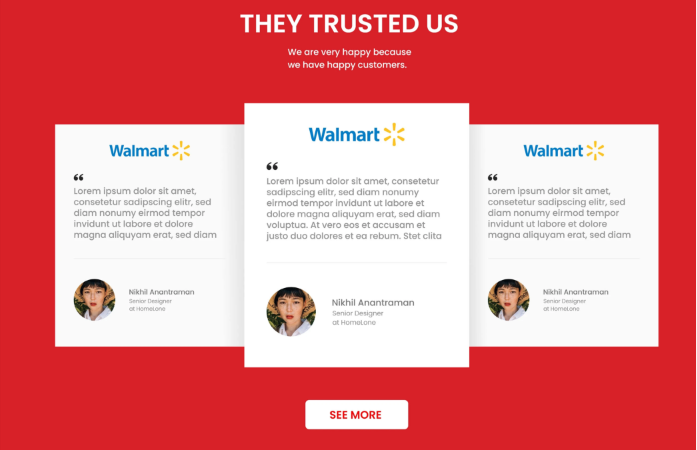 THEY TRUSTED US
We are very happy because
we have happy customers.
Walmart
“
Lorem ipsum dolor sit amet,
consetetur sadipscing elitr, sed
diam nonumy eirmod tempor
invidunt ut labore et dolore
magna aliquyam erat, sed diam
Nikhil Anantraman
Senior Designer
at HomeLane
Walmart
“
Lorem ipsum dolor sit amet, consetetur
sadipscing elitr, sed diam nonumy
eirmod tempor invidunt ut labore et
dolore magna aliquyam erat, sed diam
voluptua. At vero eos et accusam et
justo duo dolores et ea rebum. Stet clita
Nikhil Anantraman
Senior Designer
at HomeLane
Walmart
“
Lorem ipsum dolor sit amet,
consetetur sadipscing elitr, sed
diam nonumy eirmod tempor
invidunt ut labore et dolore
magna aliquyam erat, sed diam
Nikhil Anantraman
Senior Designer
at HomeLane
SEE MORE